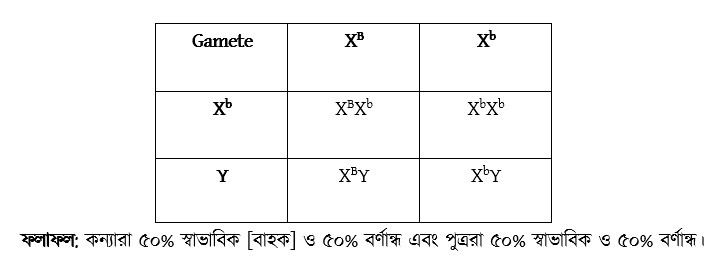 Gamete Xᴮ Xᵇ
Xᵇ XᴮXᵇ XᵇXᵇ
Y XᴮY XᵇY
ফলাফল: কন্যারা ৫০% স্বাভাবিক [বাহক] ও ৫০% বর্ণান্ধ এবং পুত্ররা ৫০% স্বাভাবিক ও ৫০% বর্ণান্ধ।